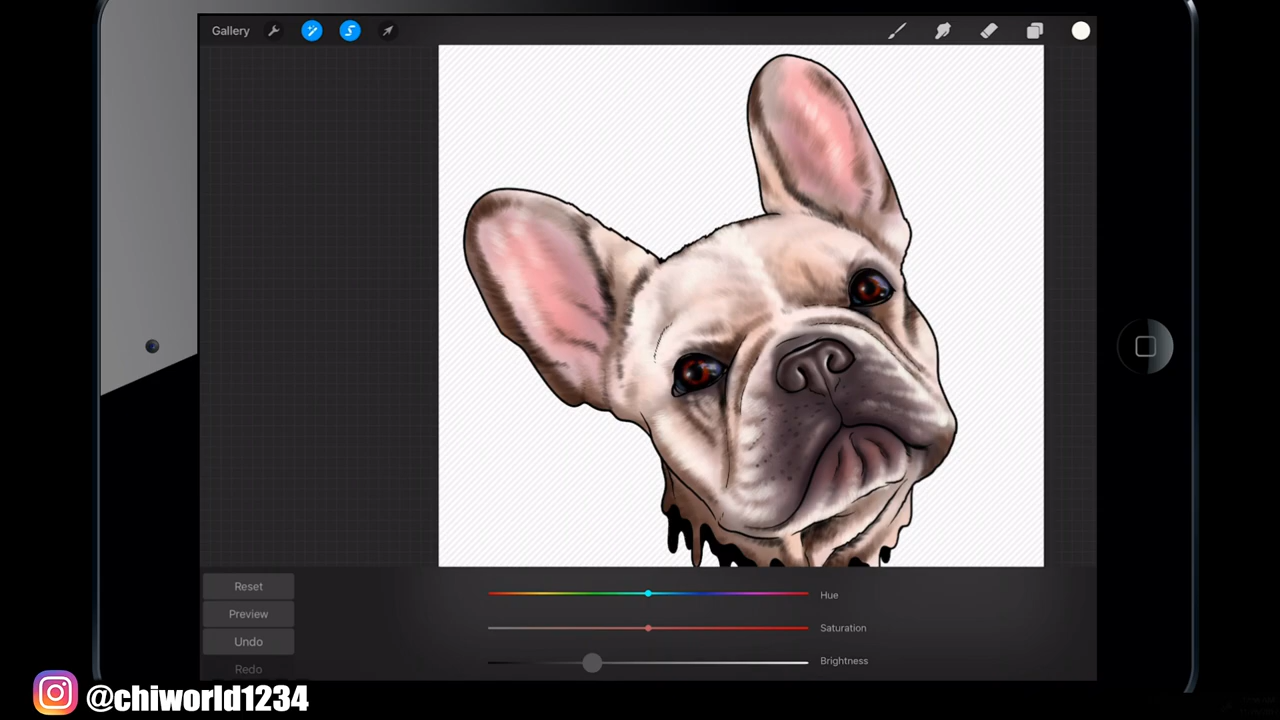 Gallery
Hue
Saturation
Brightness
Reset
Preview
Undo
Redo
@chiworld1234